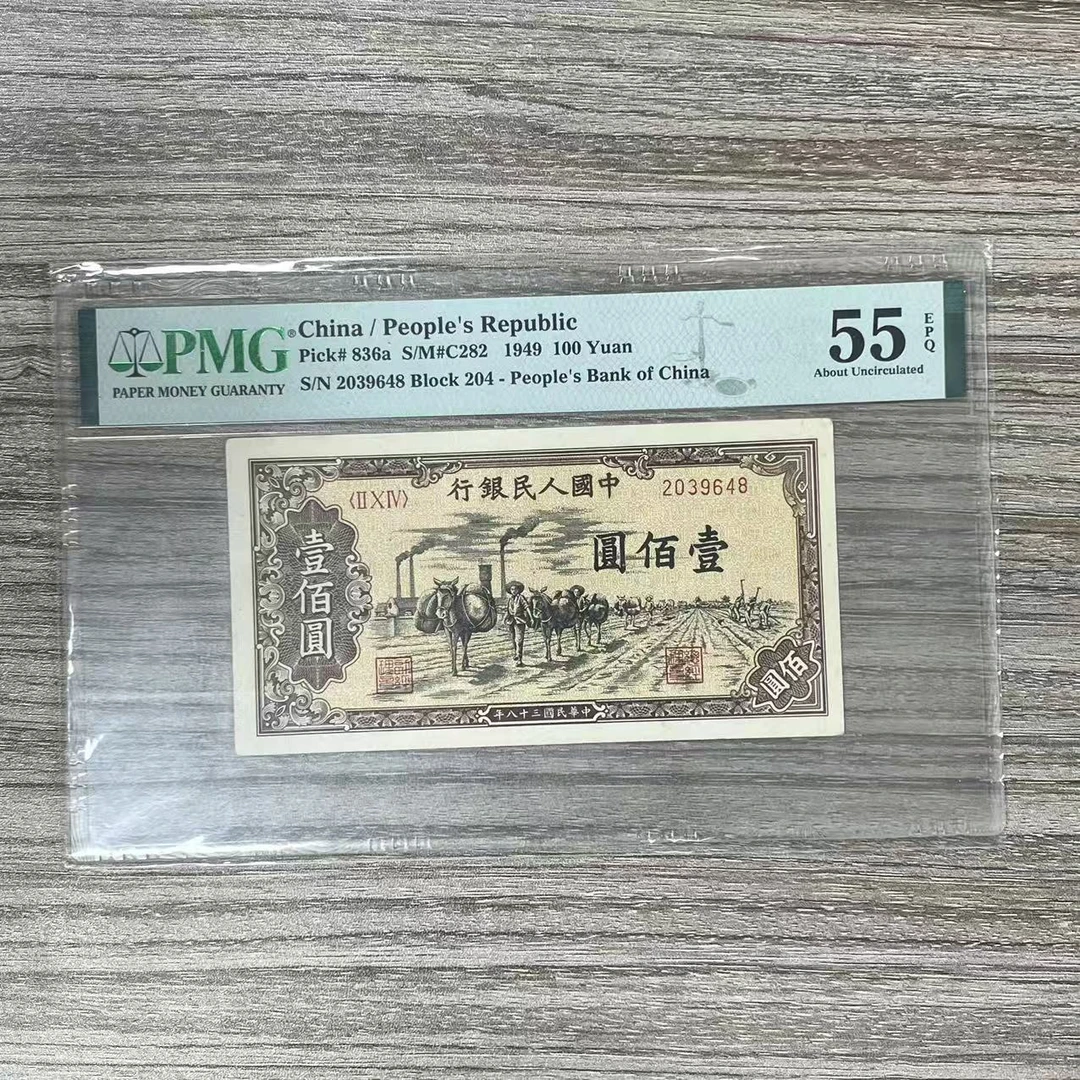 PMG®
PAPER MONEY GUARANTY
China / People's Republic
Pick# 836a S/M#C282 1949 100 Yuan
S/N 2039648 Block 204 - People's Bank of China
55
EPQ
About Uncirculated
〈II X IV〉
行銀民人國中
2039648
圓佰壹
壹佰圓
圓佰
年八十三國民華中